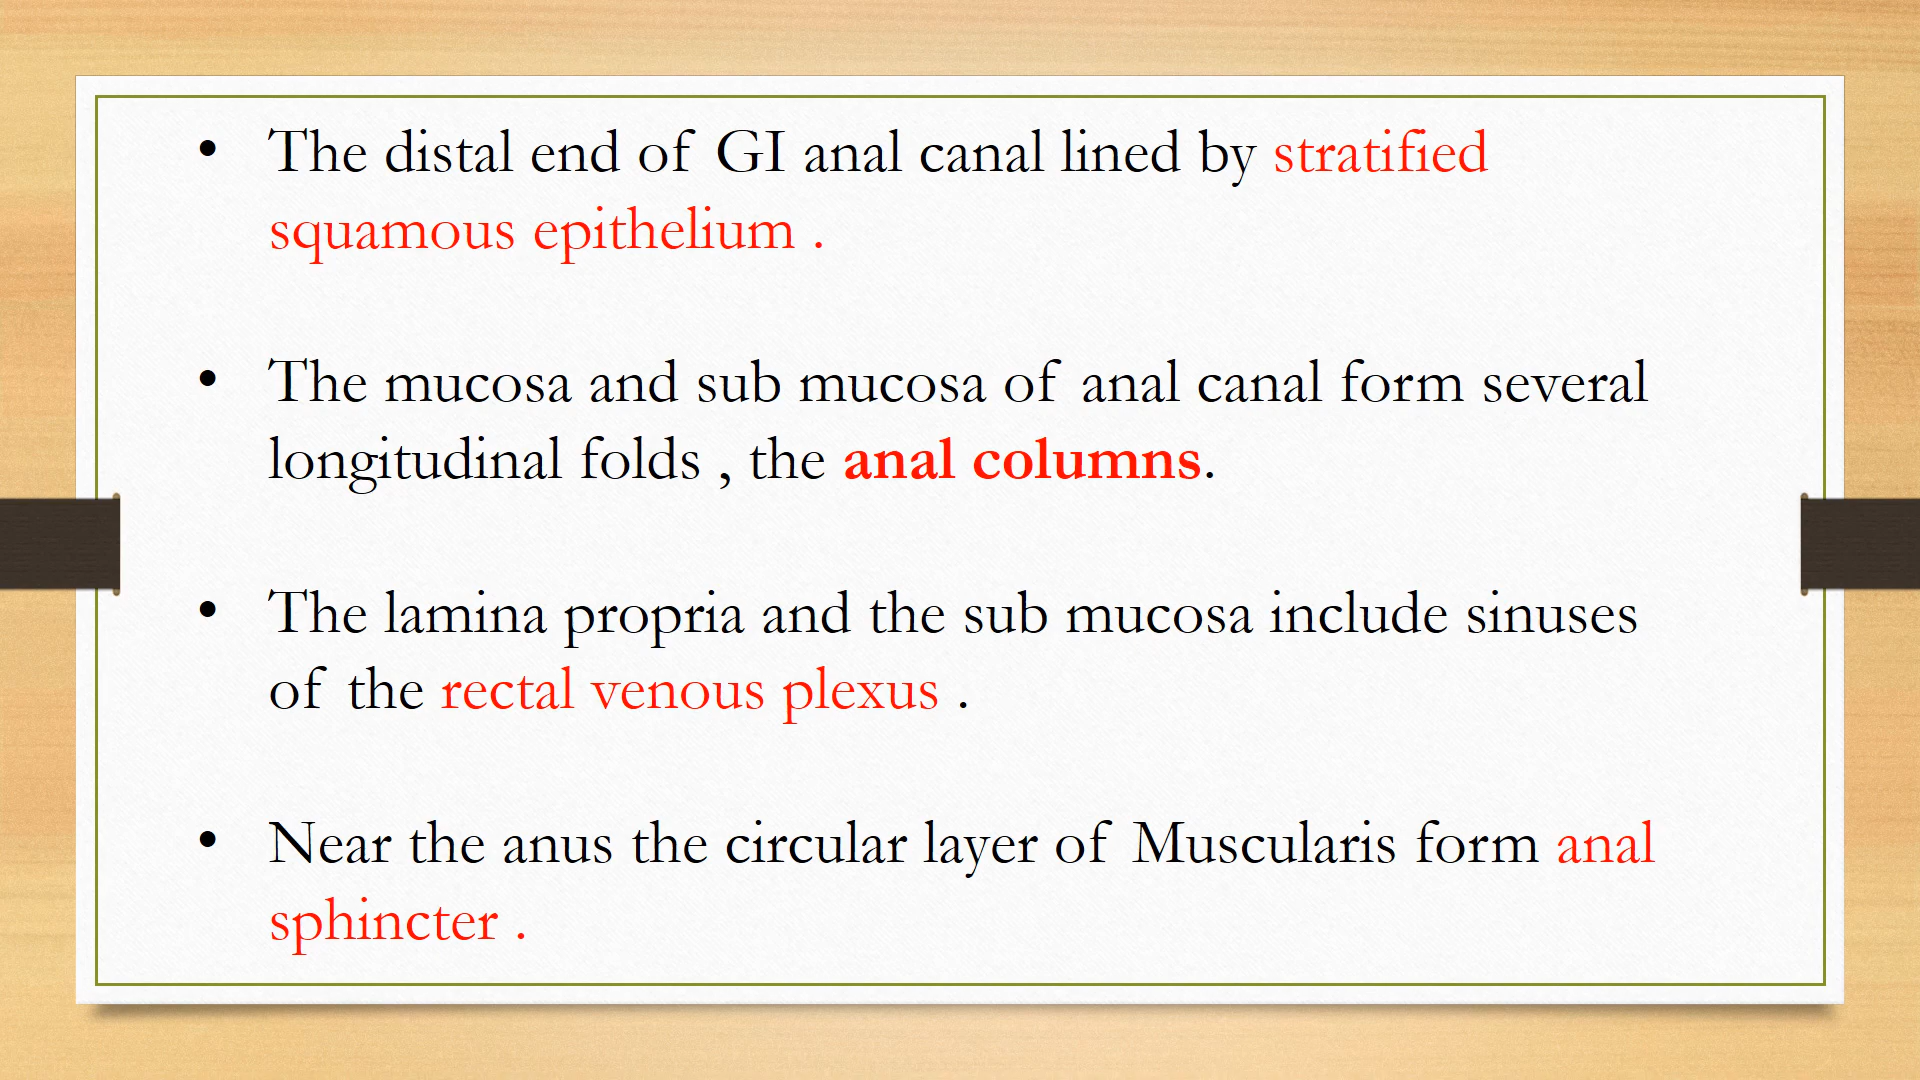 • The distal end of GI anal canal lined by stratified
squamous epithelium .
• The mucosa and sub mucosa of anal canal form several
longitudinal folds , the anal columns.
• The lamina propria and the sub mucosa include sinuses
of the rectal venous plexus .
• Near the anus the circular layer of Muscularis form anal
sphincter .